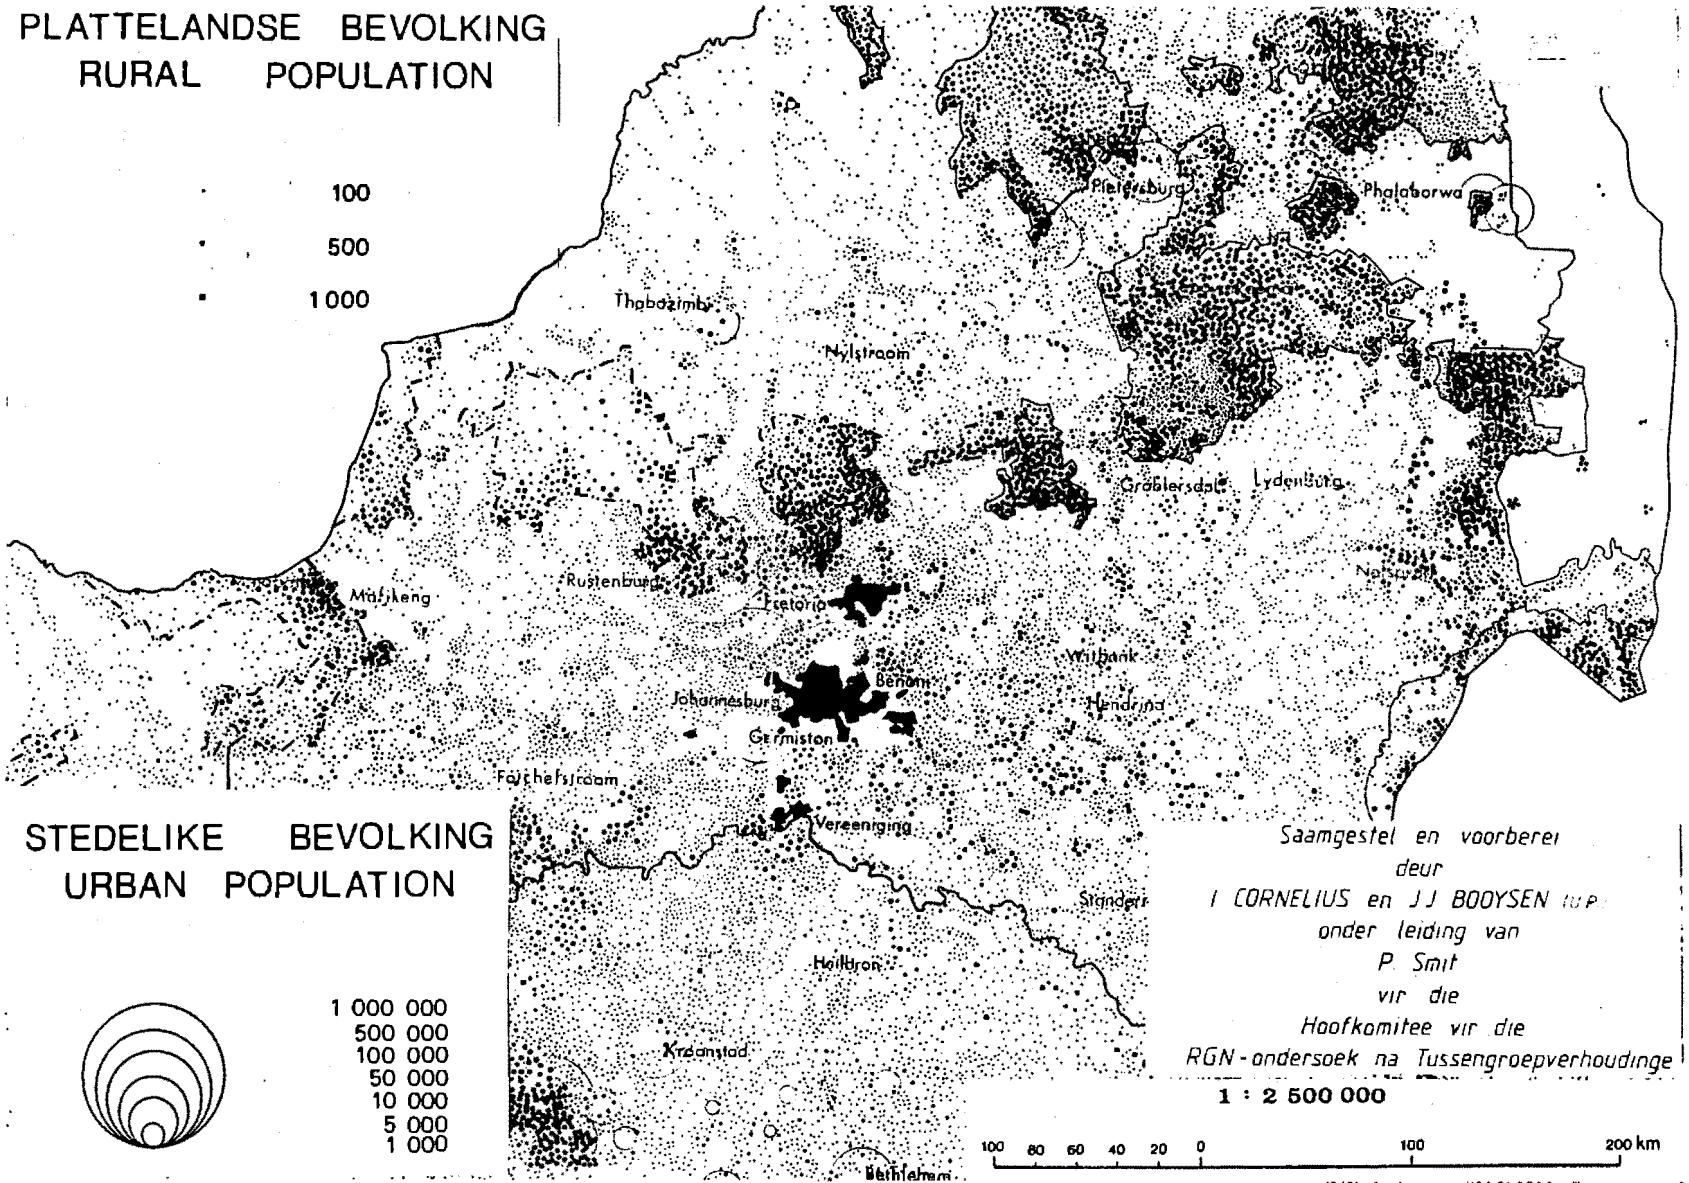 PLATTELANDSE BEVOLKING
RURAL POPULATION
100
500
1 000
Pietersburg
Phalaborwa
Thabazimbi
Nylstroom
Groblersdal
Lydenburg
Rustenburg
Mafikeng
Pretoria
Witbank
Benoni
Johannesburg
Hendrina
Germiston
Potchefstroom
Vereeniging
STEDELIKE BEVOLKING
URBAN POPULATION
1 000 000
500 000
100 000
50 000
10 000
5 000
1 000
Heilbron
Kroonstad
Bethlehem
Saamgestel en voorberei
deur
I CORNELIUS en J J BOOYSEN
onder leiding van
P. Smit
vir die
Hoofkomitee vir die
RGN-ondersoek na Tussengroepverhoudinge
1 : 2 500 000
100 80 60 40 20 0 100 200 km